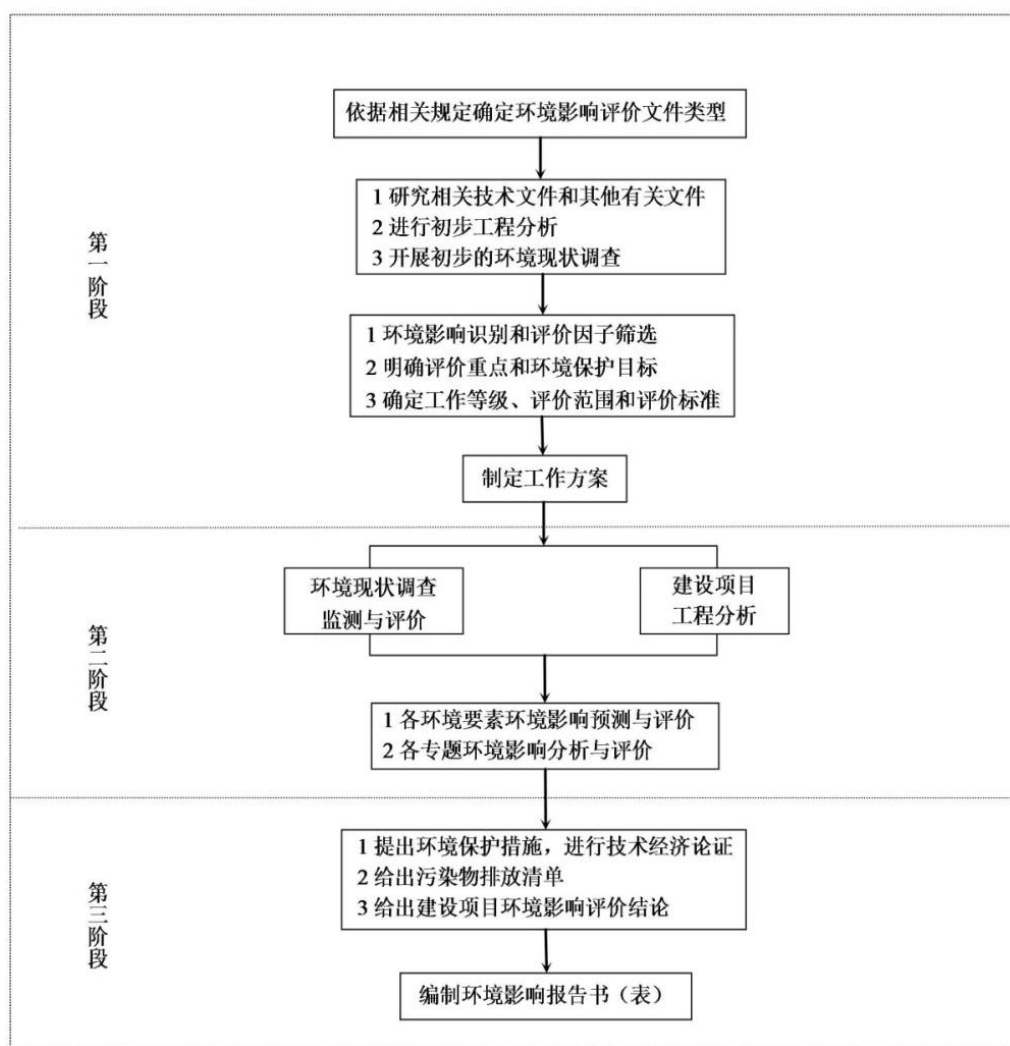 依据相关规定确定环境影响评价文件类型
1 研究相关技术文件和其他有关文件
2 进行初步工程分析
3 开展初步的环境现状调查
第一阶段
1 环境影响识别和评价因子筛选
2 明确评价重点和环境保护目标
3 确定工作等级、评价范围和评价标准
制定工作方案
环境现状调查
监测与评价
建设项目
工程分析
第二阶段
1 各环境要素环境影响预测与评价
2 各专题环境影响分析与评价
1 提出环境保护措施，进行技术经济论证
2 给出污染物排放清单
3 给出建设项目环境影响评价结论
第三阶段
编制环境影响报告书（表）